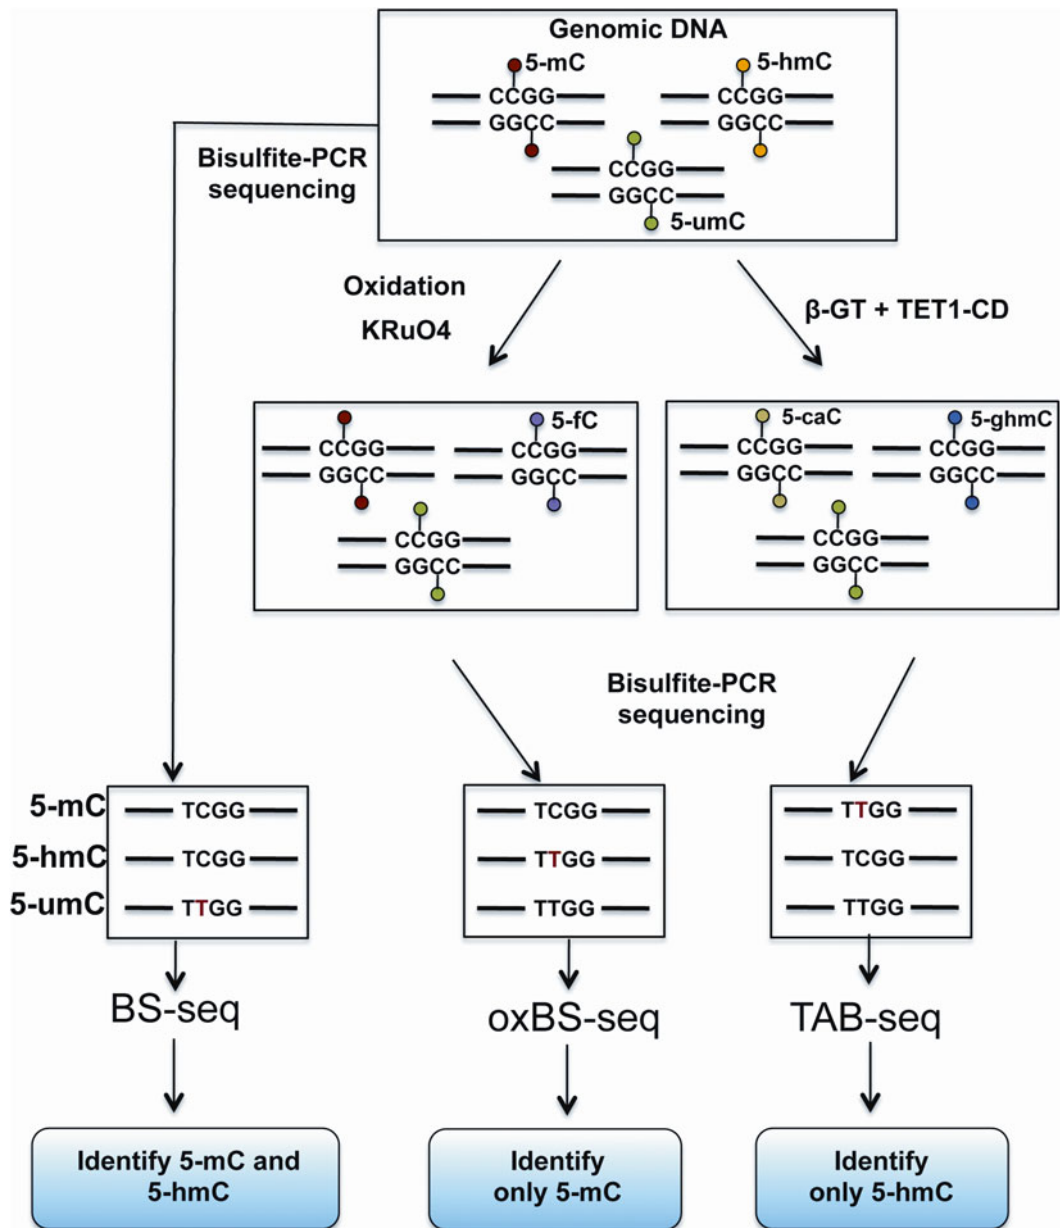 Genomic DNA
5-mC
5-hmC
CCGG
GGCC
CCGG
GGCC
CCGG
GGCC
5-umC
Bisulfite-PCR
sequencing
Oxidation
KRuO4
β-GT + TET1-CD
5-fC
CCGG
GGCC
CCGG
GGCC
CCGG
GGCC
5-caC
5-ghmC
CCGG
GGCC
CCGG
GGCC
CCGG
GGCC
Bisulfite-PCR
sequencing
5-mC
5-hmC
5-umC
TCGG
TCGG
TTGG
TCGG
TTGG
TTGG
TTGG
TCGG
TTGG
BS-seq
oxBS-seq
TAB-seq
Identify 5-mC and
5-hmC
Identify
only 5-mC
Identify
only 5-hmC